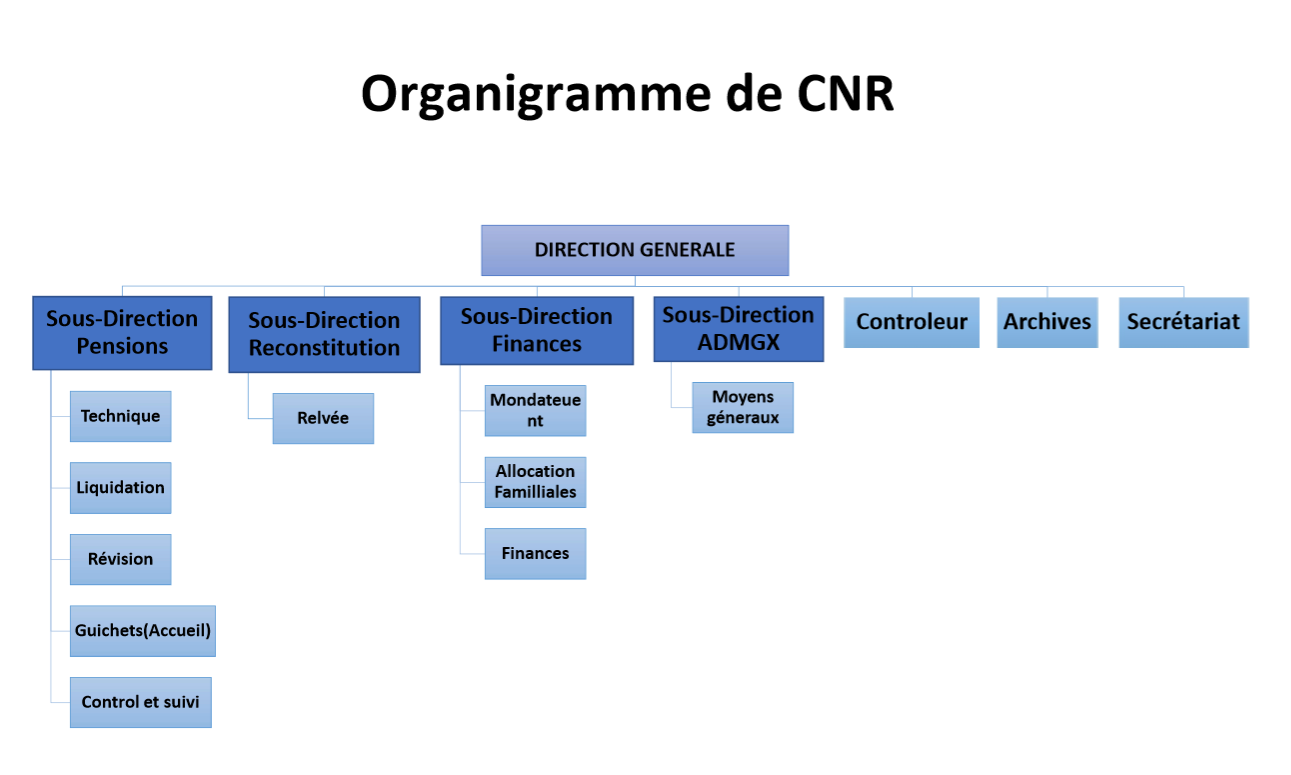 Organigramme de CNR
DIRECTION GENERALE
Sous-Direction
Pensions
Sous-Direction
Reconstitution
Sous-Direction
Finances
Sous-Direction
ADMGX
Controleur
Archives
Secrétariat
Technique
Liquidation
Révision
Guichets(Accueil)
Control et suivi
Relvée
Mondateue
nt
Allocation
Familliales
Finances
Moyens
géneraux